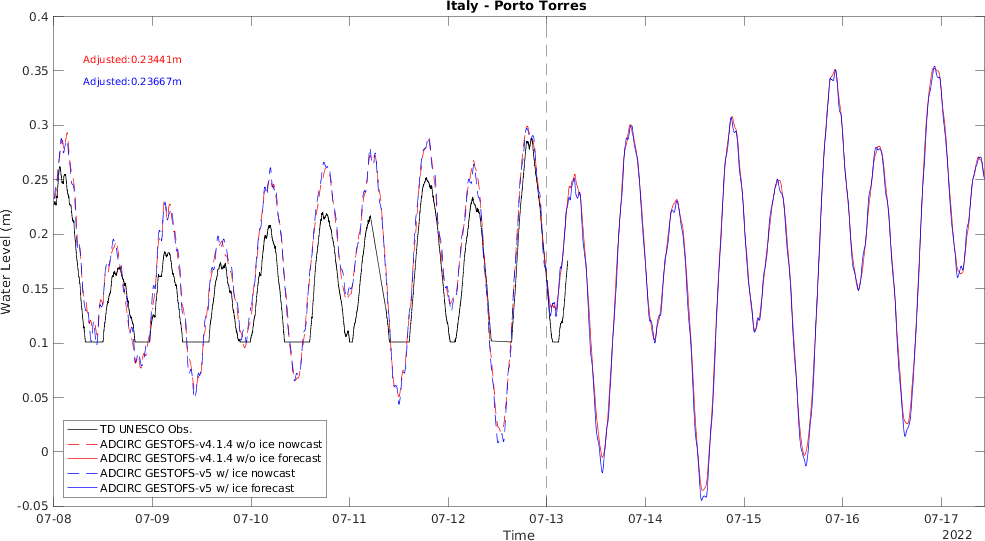 Italy - Porto Torres
Adjusted:0.23441m
Adjusted:0.23667m
Water Level (m)
0.4
0.35
0.3
0.25
0.2
0.15
0.1
0.05
0
-0.05
TD UNESCO Obs.
ADCIRC GESTOFS-v4.1.4 w/o ice nowcast
ADCIRC GESTOFS-v4.1.4 w/o ice forecast
ADCIRC GESTOFS-v5 w/ ice nowcast
ADCIRC GESTOFS-v5 w/ ice forecast
07-08 07-09 07-10 07-11 07-12 07-13 07-14 07-15 07-16 07-17
Time
2022